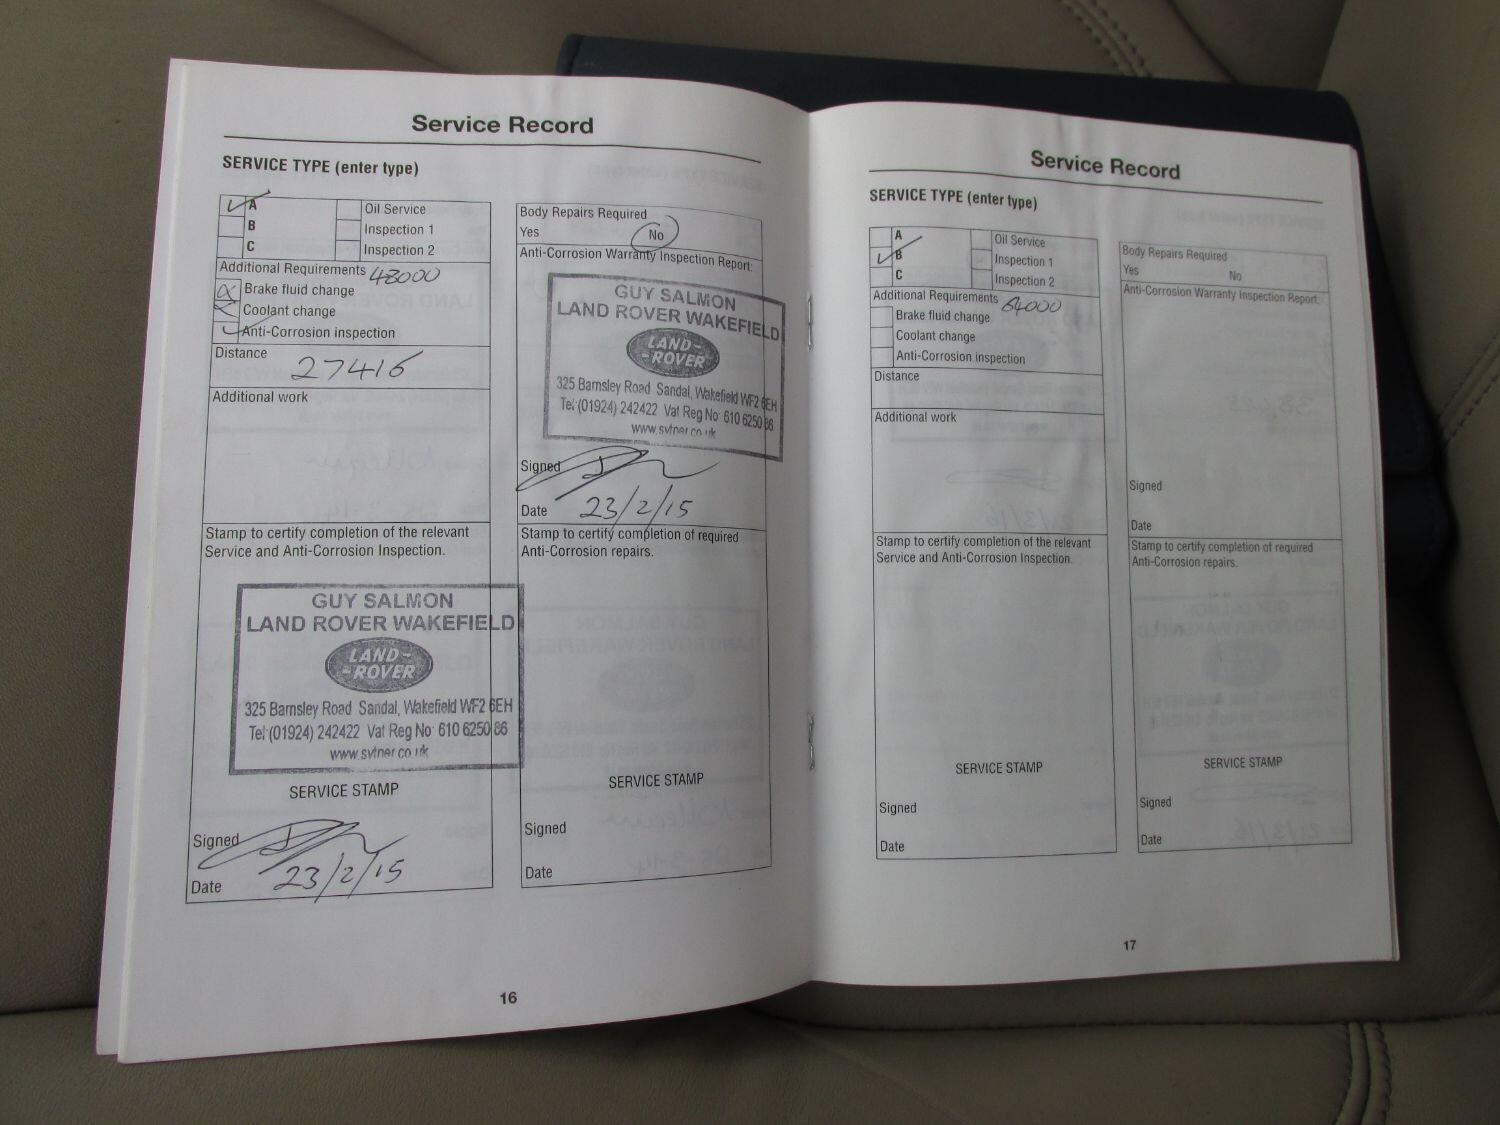 Service Record
SERVICE TYPE (enter type)
A Oil Service
B Inspection 1
C Inspection 2
Additional Requirements 48000
Brake fluid change
Coolant change
Anti-Corrosion inspection
Distance 27416
Additional work
Stamp to certify completion of the relevant
Service and Anti-Corrosion Inspection.
GUY SALMON
LAND ROVER WAKEFIELD
LAND-
-ROVER
325 Barnsley Road Sandal, Wakefield WF2 6EH
Tel:(01924) 242422 Vat Reg No: 610 6250 86
www.sytner.co.uk
SERVICE STAMP
Signed
Date 23/2/15
Body Repairs Required
Yes No
Anti-Corrosion Warranty Inspection Report:
GUY SALMON
LAND ROVER WAKEFIELD
LAND-
-ROVER
325 Barnsley Road Sandal, Wakefield WF2 6EH
Tel:(01924) 242422 Vat Reg No: 610 6250 86
www.sytner.co.uk
Signed
Date 23/2/15
Stamp to certify completion of required
Anti-Corrosion repairs.
SERVICE STAMP
Signed
Date
16
Service Record
SERVICE TYPE (enter type)
A Oil Service
B Inspection 1
C Inspection 2
Additional Requirements 64000
Brake fluid change
Coolant change
Anti-Corrosion inspection
Distance
Additional work
Stamp to certify completion of the relevant
Service and Anti-Corrosion Inspection.
SERVICE STAMP
Signed
Date
Body Repairs Required
Yes No
Anti-Corrosion Warranty Inspection Report:
Signed
Date
Stamp to certify completion of required
Anti-Corrosion repairs.
SERVICE STAMP
Signed
Date
17